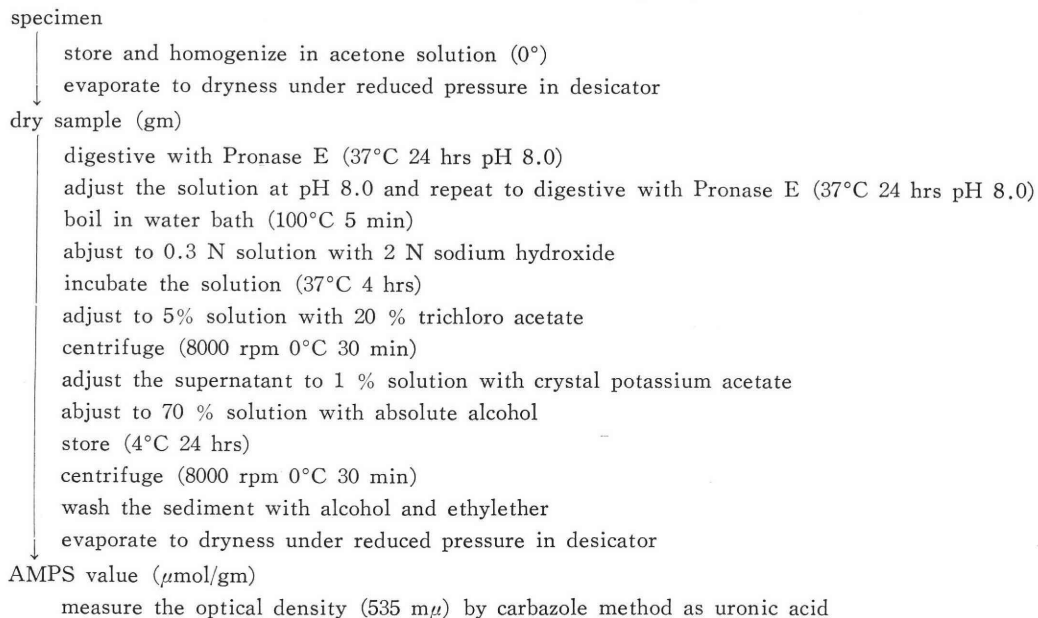 specimen
store and homogenize in acetone solution (0°)
evaporate to dryness under reduced pressure in desicator
dry sample (gm)
digestive with Pronase E (37°C 24 hrs pH 8.0)
adjust the solution at pH 8.0 and repeat to digestive with Pronase E (37°C 24 hrs pH 8.0)
boil in water bath (100°C 5 min)
abjust to 0.3 N solution with 2 N sodium hydroxide
incubate the solution (37°C 4 hrs)
adjust to 5% solution with 20 % trichloro acetate
centrifuge (8000 rpm 0°C 30 min)
adjust the supernatant to 1 % solution with crystal potassium acetate
abjust to 70 % solution with absolute alcohol
store (4°C 24 hrs)
centrifuge (8000 rpm 0°C 30 min)
wash the sediment with alcohol and ethylether
evaporate to dryness under reduced pressure in desicator
AMPS value (μmol/gm)
measure the optical density (535 mμ) by carbazole method as uronic acid